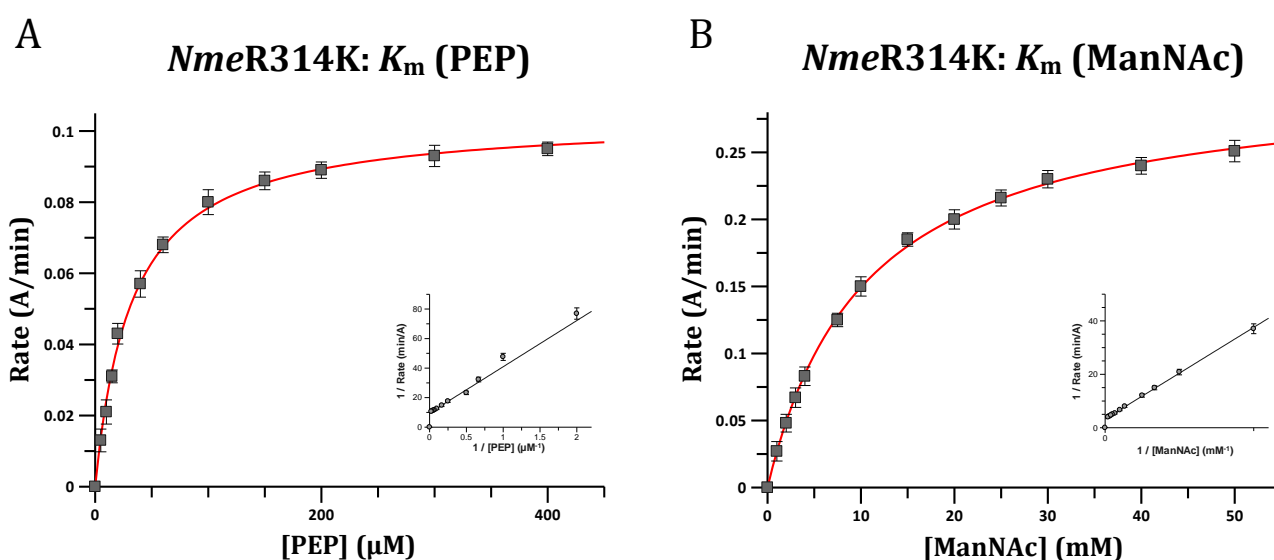 A
NmeR314K: Km (PEP)
0.1
0.08
0.06
0.04
0.02
0
Rate (A/min)
0
200
400
[PEP] (µM)
80
60
40
20
0
1 / Rate (min/A)
0
0.5
1
1.5
2
1 / [PEP] (µM-1)
B
NmeR314K: Km (ManNAc)
0.25
0.2
0.15
0.1
0.05
0
Rate (A/min)
0
10
20
30
40
50
[ManNAc] (mM)
40
20
0
1 / Rate (min/A)
0
1 / [ManNAc] (mM-1)